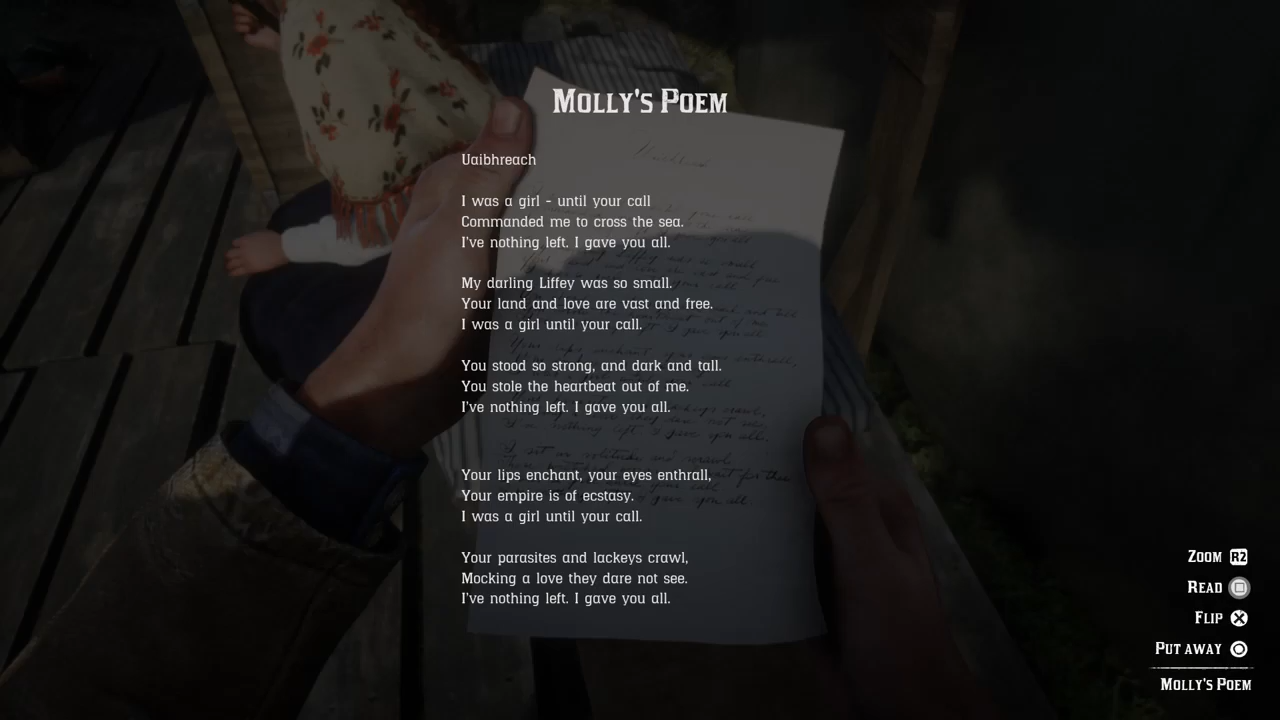 Molly's Poem
Uaibhreach
I was a girl - until your call
Commanded me to cross the sea.
I've nothing left. I gave you all.
My darling Liffey was so small.
Your land and love are vast and free.
I was a girl until your call.
You stood so strong, and dark and tall.
You stole the heartbeat out of me.
I've nothing left. I gave you all.
Your lips enchant, your eyes enthrall,
Your empire is of ecstasy.
I was a girl until your call.
Your parasites and lackeys crawl,
Mocking a love they dare not see.
I've nothing left. I gave you all.
Zoom R2
Read
Flip
Put away
Molly's Poem